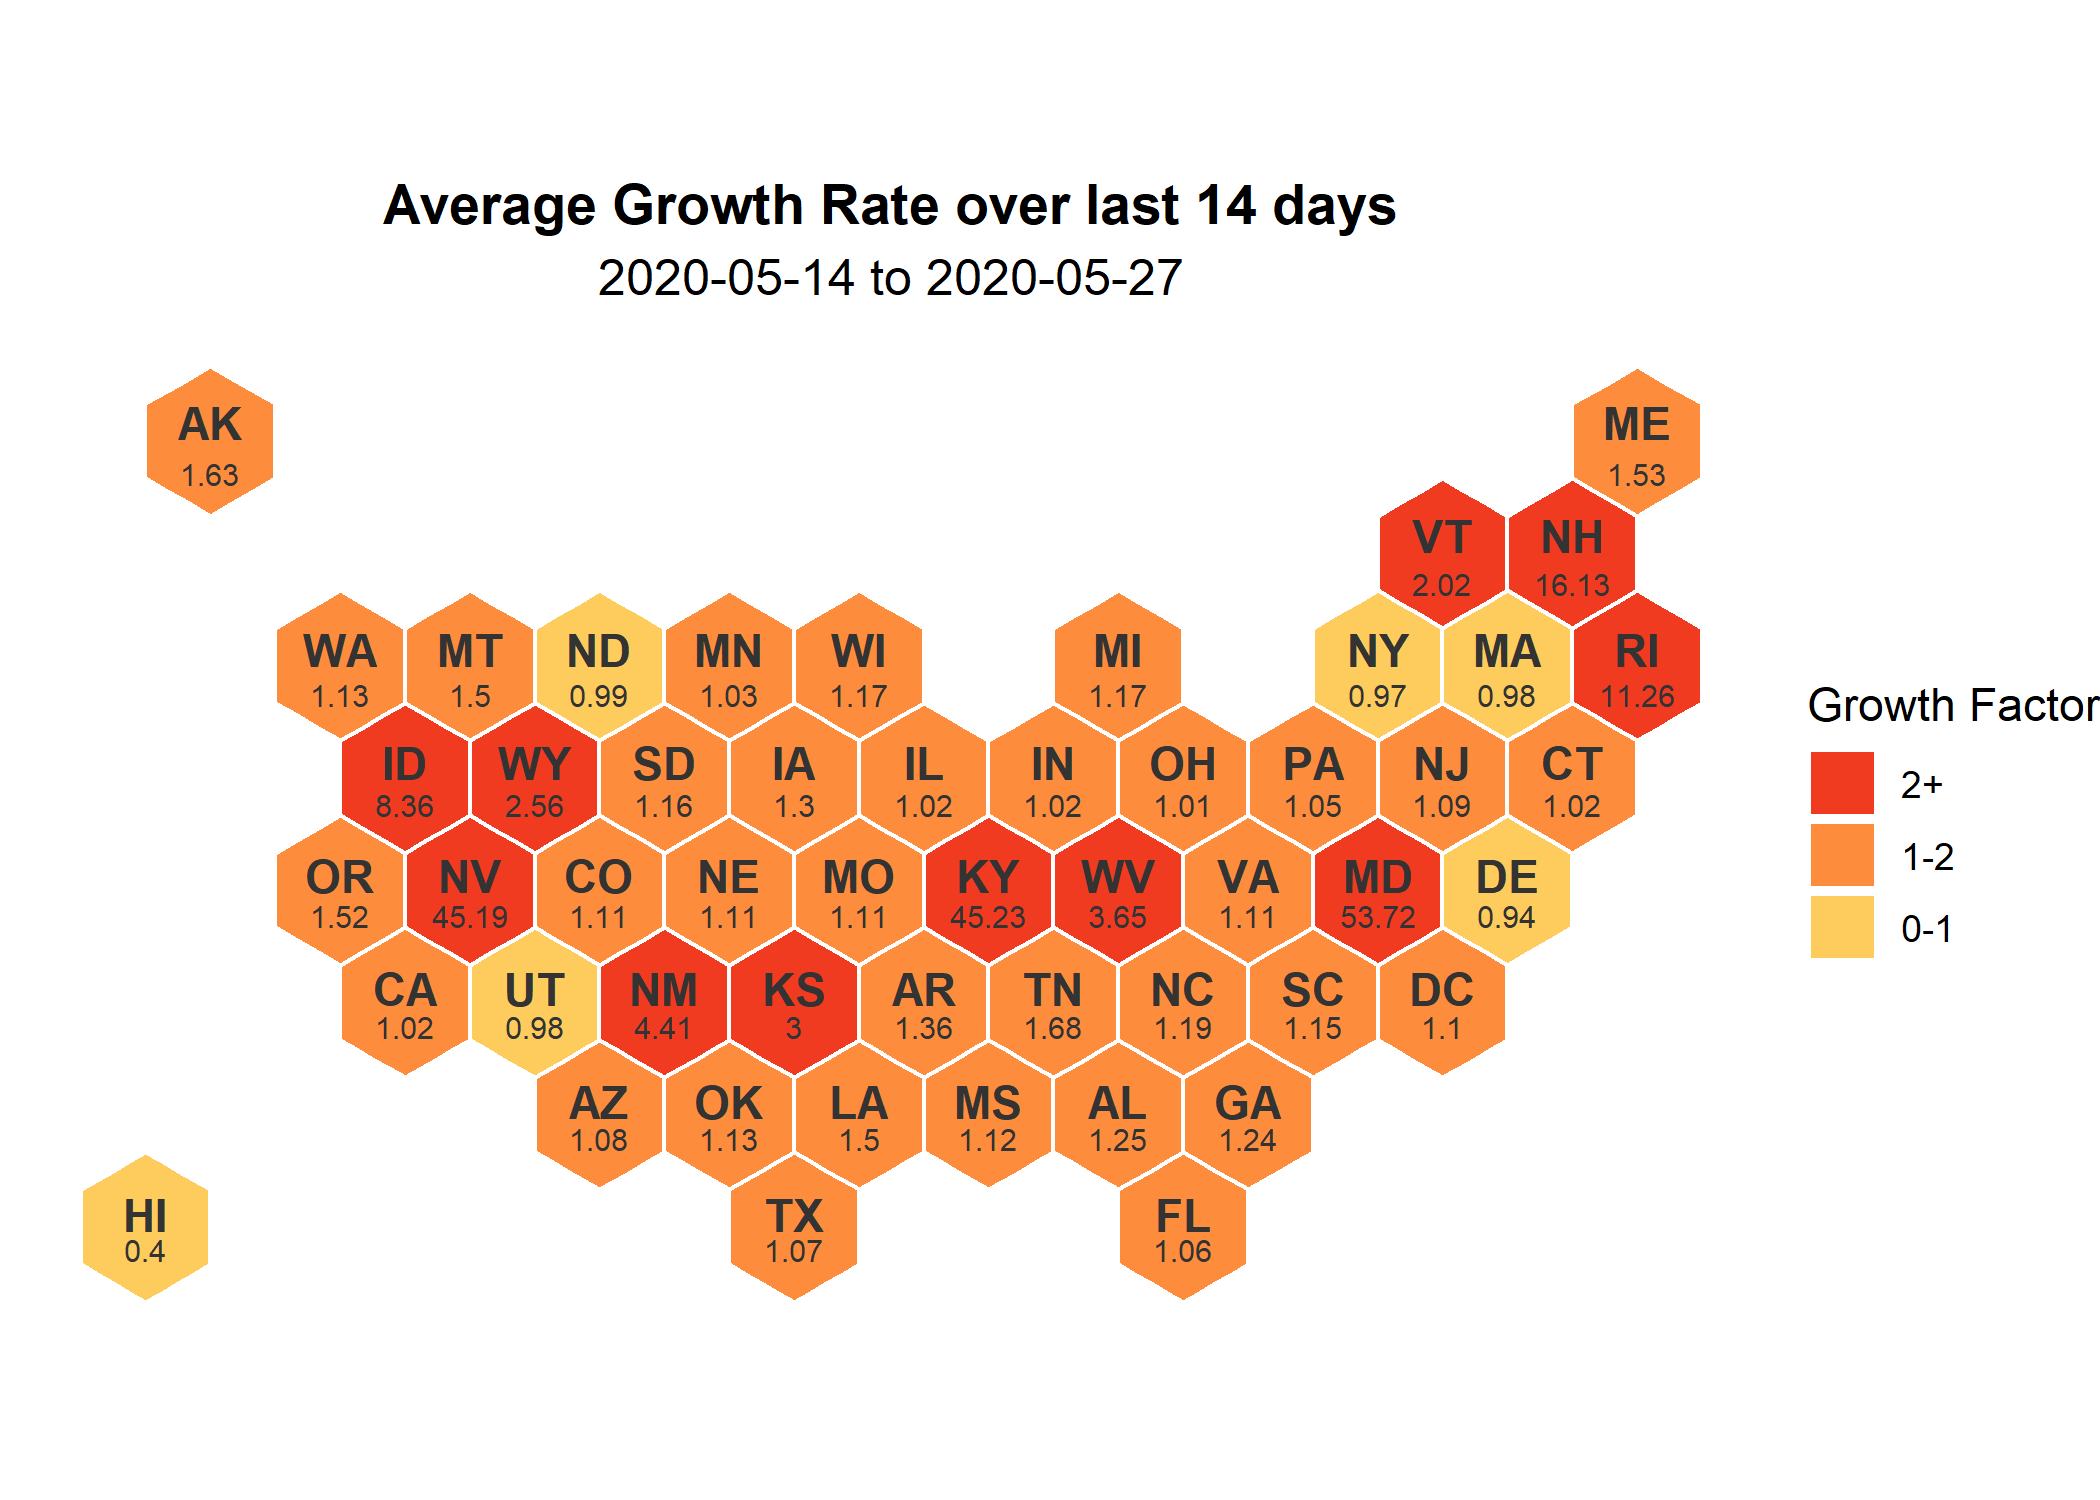 Average Growth Rate over last 14 days
2020-05-14 to 2020-05-27
AK
1.63
ME
1.53
VT
2.02
NH
16.13
WA
1.13
MT
1.5
ND
0.99
MN
1.03
WI
1.17
MI
1.17
NY
0.97
MA
0.98
RI
11.26
ID
8.36
WY
2.56
SD
1.16
IA
1.3
IL
1.02
IN
1.02
OH
1.01
PA
1.05
NJ
1.09
CT
1.02
OR
1.52
NV
45.19
CO
1.11
NE
1.11
MO
1.11
KY
45.23
WV
3.65
VA
1.11
MD
53.72
DE
0.94
CA
1.02
UT
0.98
NM
4.41
KS
3
AR
1.36
TN
1.68
NC
1.19
SC
1.15
DC
1.1
AZ
1.08
OK
1.13
LA
1.5
MS
1.12
AL
1.25
GA
1.24
HI
0.4
TX
1.07
FL
1.06
Growth Factor
2+
1-2
0-1